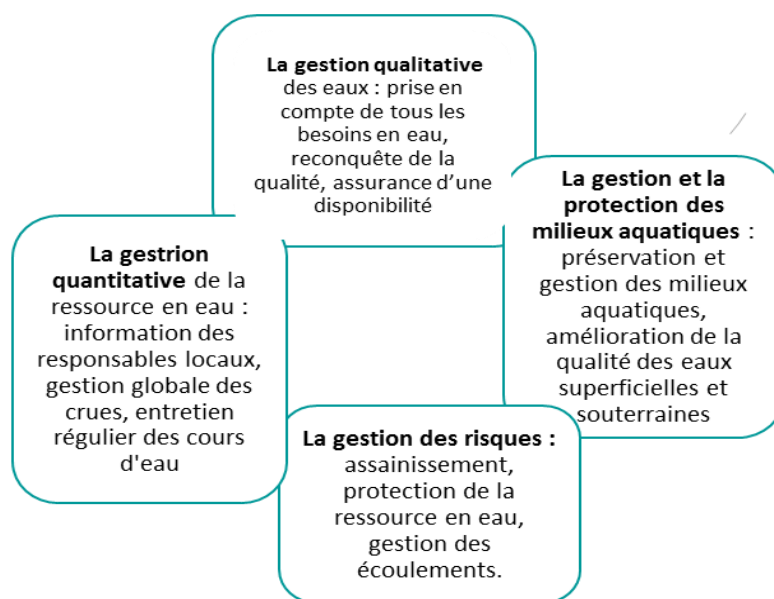 La gestion qualitative
des eaux : prise en
compte de tous les
besoins en eau,
reconquête de la
qualité, assurance d'une
disponibilité
La gestion et la
protection des
milieux aquatiques :
préservation et
gestion des milieux
aquatiques,
amélioration de la
qualité des eaux
superficielles et
souterraines
La gestrion
quantitative de la
ressource en eau :
information des
responsables locaux,
gestion globale des
crues, entretien
régulier des cours
d'eau
La gestion des risques :
assainissement,
protection de la
ressource en eau,
gestion des
écoulements.